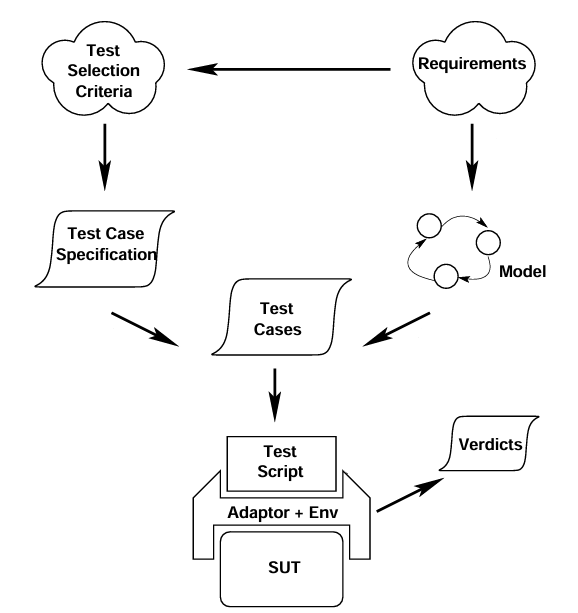 Test
Selection
Criteria
Requirements
Test Case
Specification
Model
Test
Cases
Test
Script
Verdicts
Adaptor + Env
SUT